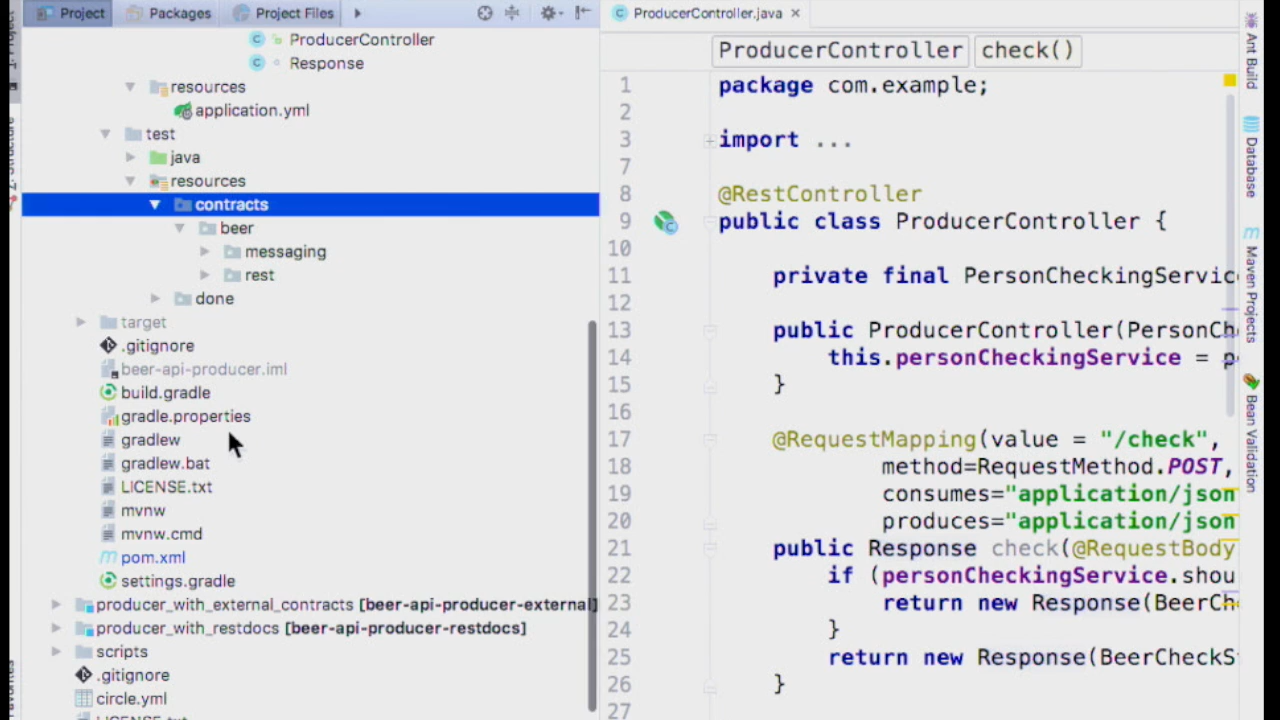 Project
Packages
Project Files
ProducerController
Response
resources
application.yml
test
java
resources
contracts
beer
messaging
rest
done
target
.gitignore
beer-api-producer.iml
build.gradle
gradle.properties
gradlew
gradlew.bat
LICENSE.txt
mvnw
mvnw.cmd
pom.xml
settings.gradle
producer_with_external_contracts [beer-api-producer-external]
producer_with_restdocs [beer-api-producer-restdocs]
scripts
.gitignore
circle.yml
LICENSE.txt
ProducerController.java
ProducerController check()
1 package com.example;
2
3 import ...
7
8 @RestController
9 public class ProducerController {
10
11 private final PersonCheckingServic
12
13 public ProducerController(PersonChe
14 this.personCheckingService = p
15 }
16
17 @RequestMapping(value = "/check",
18 method=RequestMethod.POST,
19 consumes="application/json
20 produces="application/json
21 public Response check(@RequestBody
22 if (personCheckingService.shou
23 return new Response(BeerCh
24 }
25 return new Response(BeerCheckS
26 }
27
Ant Build
Database
Maven Projects
Bean Validation